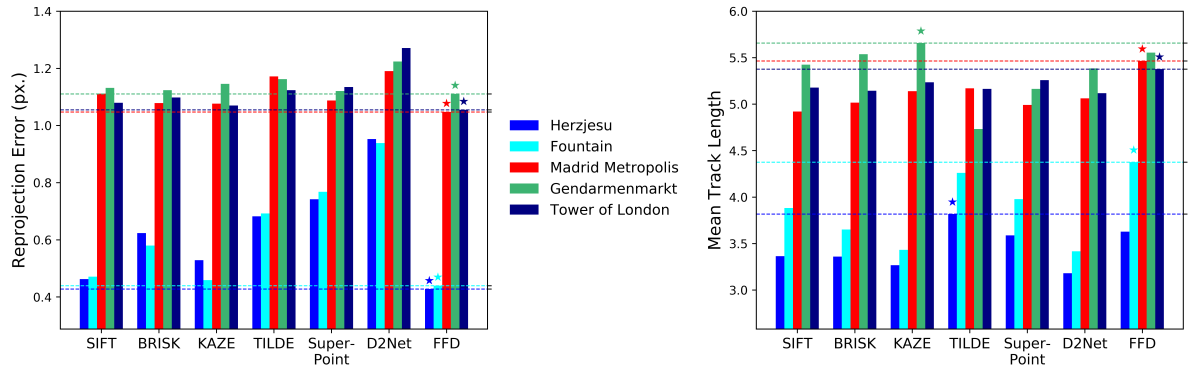 1.4
1.2
1.0
0.8
0.6
0.4
Reprojection Error (px.)
SIFT
BRISK
KAZE
TILDE
Super-
Point
D2Net
FFD
Herzjesu
Fountain
Madrid Metropolis
Gendarmenmarkt
Tower of London
6.0
5.5
5.0
4.5
4.0
3.5
3.0
Mean Track Length
SIFT
BRISK
KAZE
TILDE
Super-
Point
D2Net
FFD